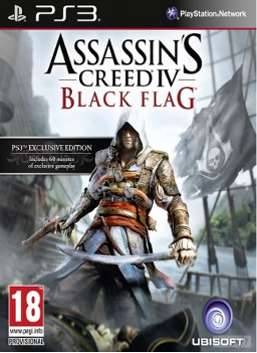 PS3
PlayStation Network
ASSASSIN'S
CREED IV
BLACK FLAG
PS3™ EXCLUSIVE EDITION
Includes 60 minutes
of exclusive gameplay
18
www.pegi.info
PROVISIONAL
UBISOFT